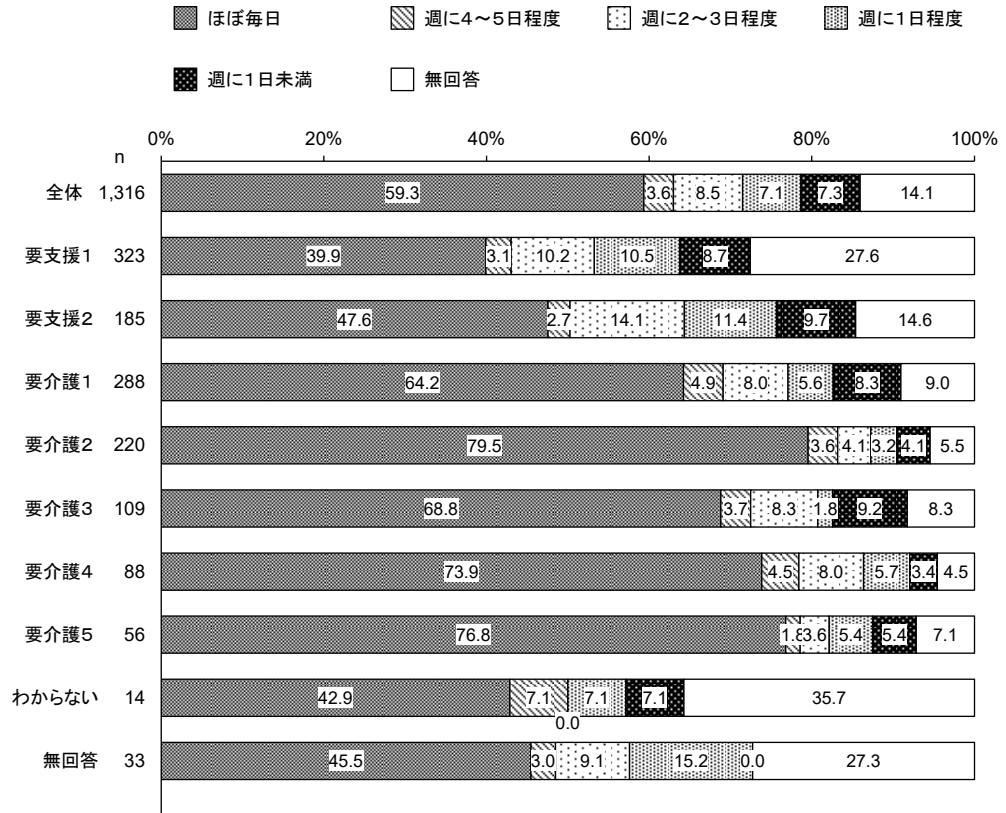 ほぼ毎日 週に4～5日程度 週に2～3日程度 週に1日程度
週に1日未満 無回答
0% 20% 40% 60% 80% 100%
n
全体 1,316 59.3 3.6 8.5 7.1 7.3 14.1
要支援1 323 39.9 3.1 10.2 10.5 8.7 27.6
要支援2 185 47.6 2.7 14.1 11.4 9.7 14.6
要介護1 288 64.2 4.9 8.0 5.6 8.3 9.0
要介護2 220 79.5 3.6 4.1 3.2 4.1 5.5
要介護3 109 68.8 3.7 8.3 1.8 9.2 8.3
要介護4 88 73.9 4.5 8.0 5.7 3.4 4.5
要介護5 56 76.8 1.8 3.6 5.4 5.4 7.1
わからない 14 42.9 7.1 7.1 7.1 35.7
0.0
無回答 33 45.5 3.0 9.1 15.2 0.0 27.3